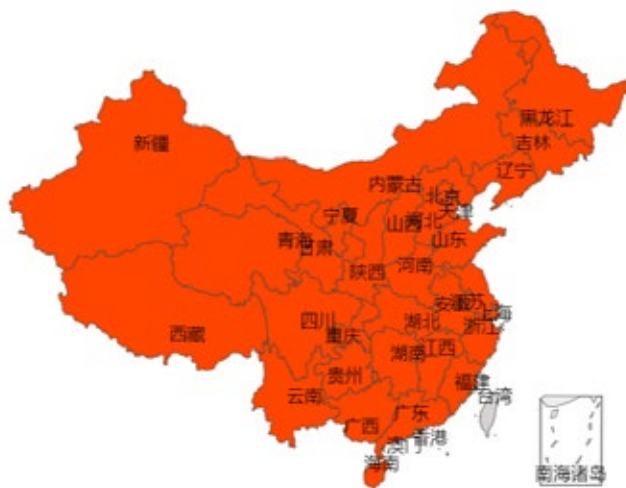 黑龙江
新疆
吉林
辽宁
内蒙古
北京
天津
宁夏
山西
河北
青海
甘肃
山东
陕西
河南
安徽
江苏
上海
四川
湖北
浙江
西藏
重庆
湖南
江西
贵州
福建
云南
台湾
广西
广东
香港
澳门
海南
南海诸岛